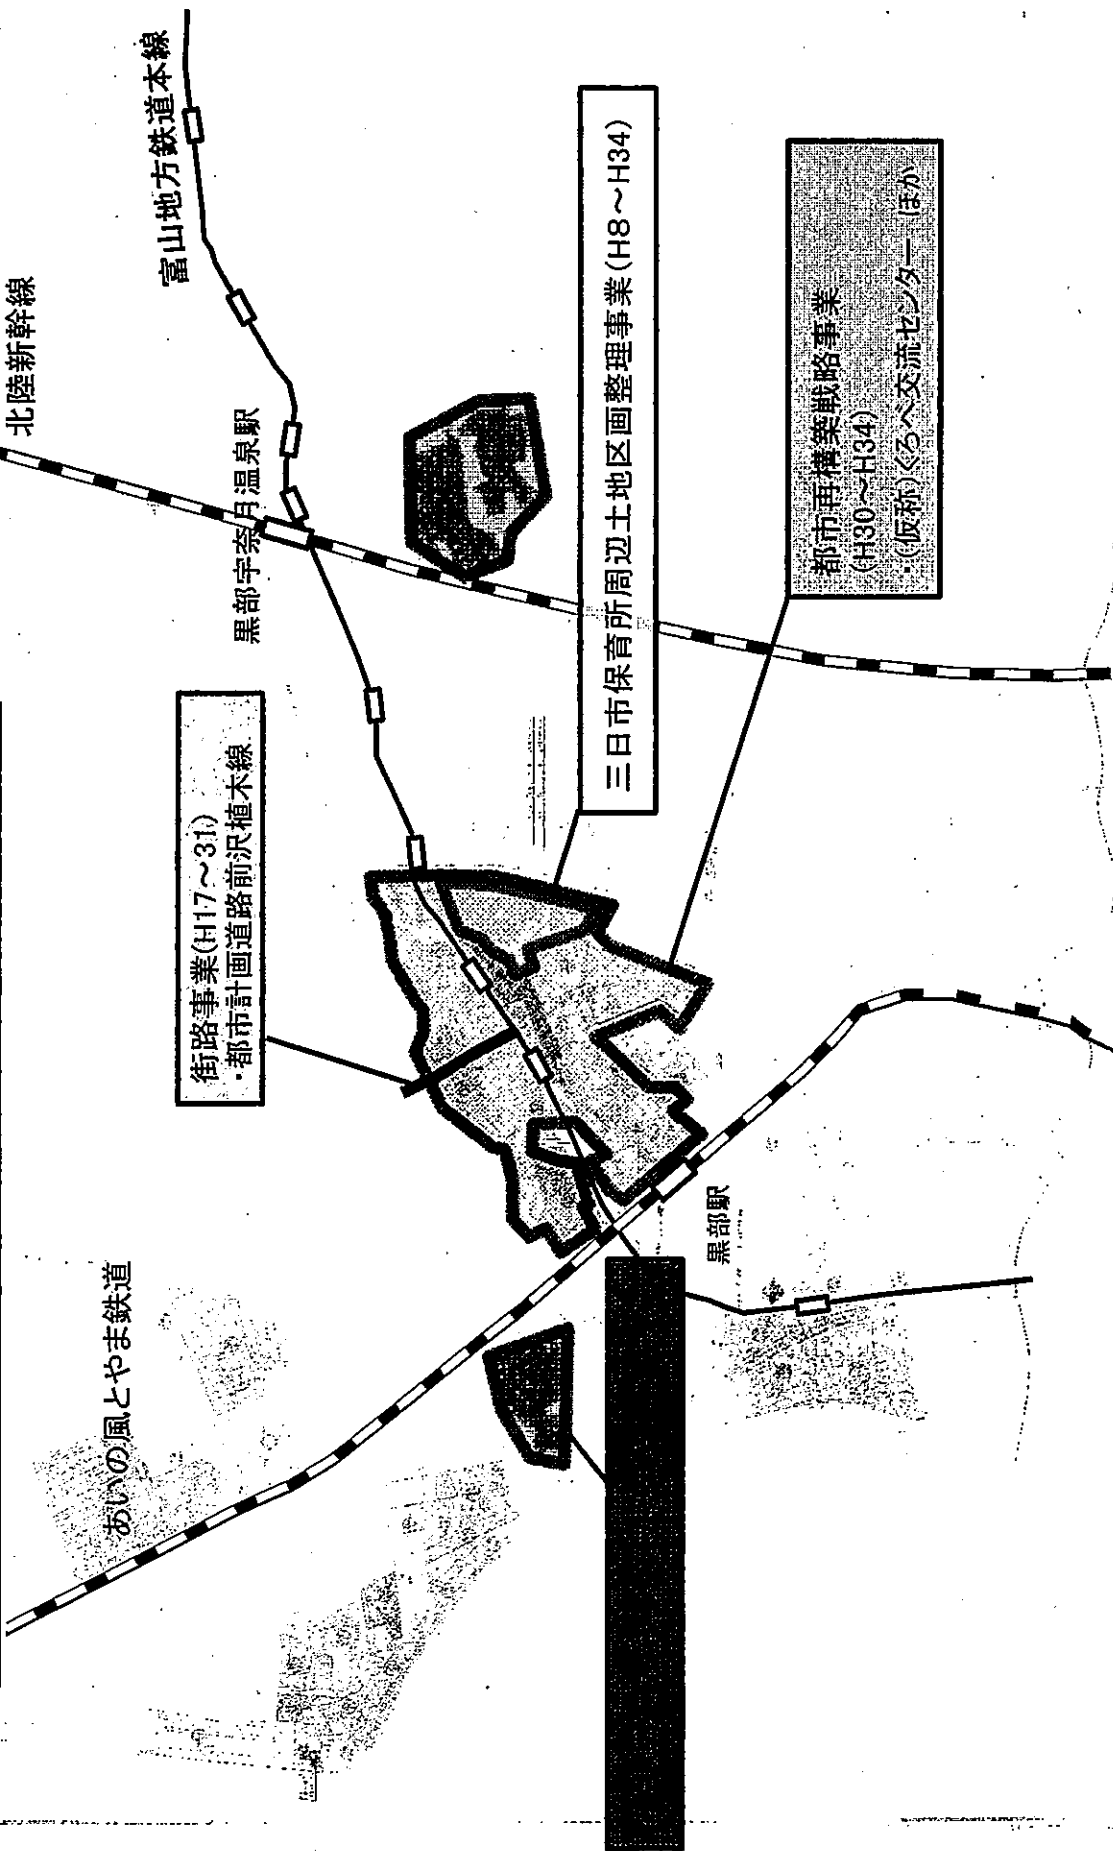 北陸新幹線
富山地方鉄道本線
黒部宇奈月温泉駅
街路事業(H17～31)
・都市計画道路前沢植木線
三日市保育所周辺土地区画整理事業(H8～H34)
都市再構築戦略事業
(H30～H34)
・(仮称)くろべ交流センター ほか
あいの風とやま鉄道
黒部駅